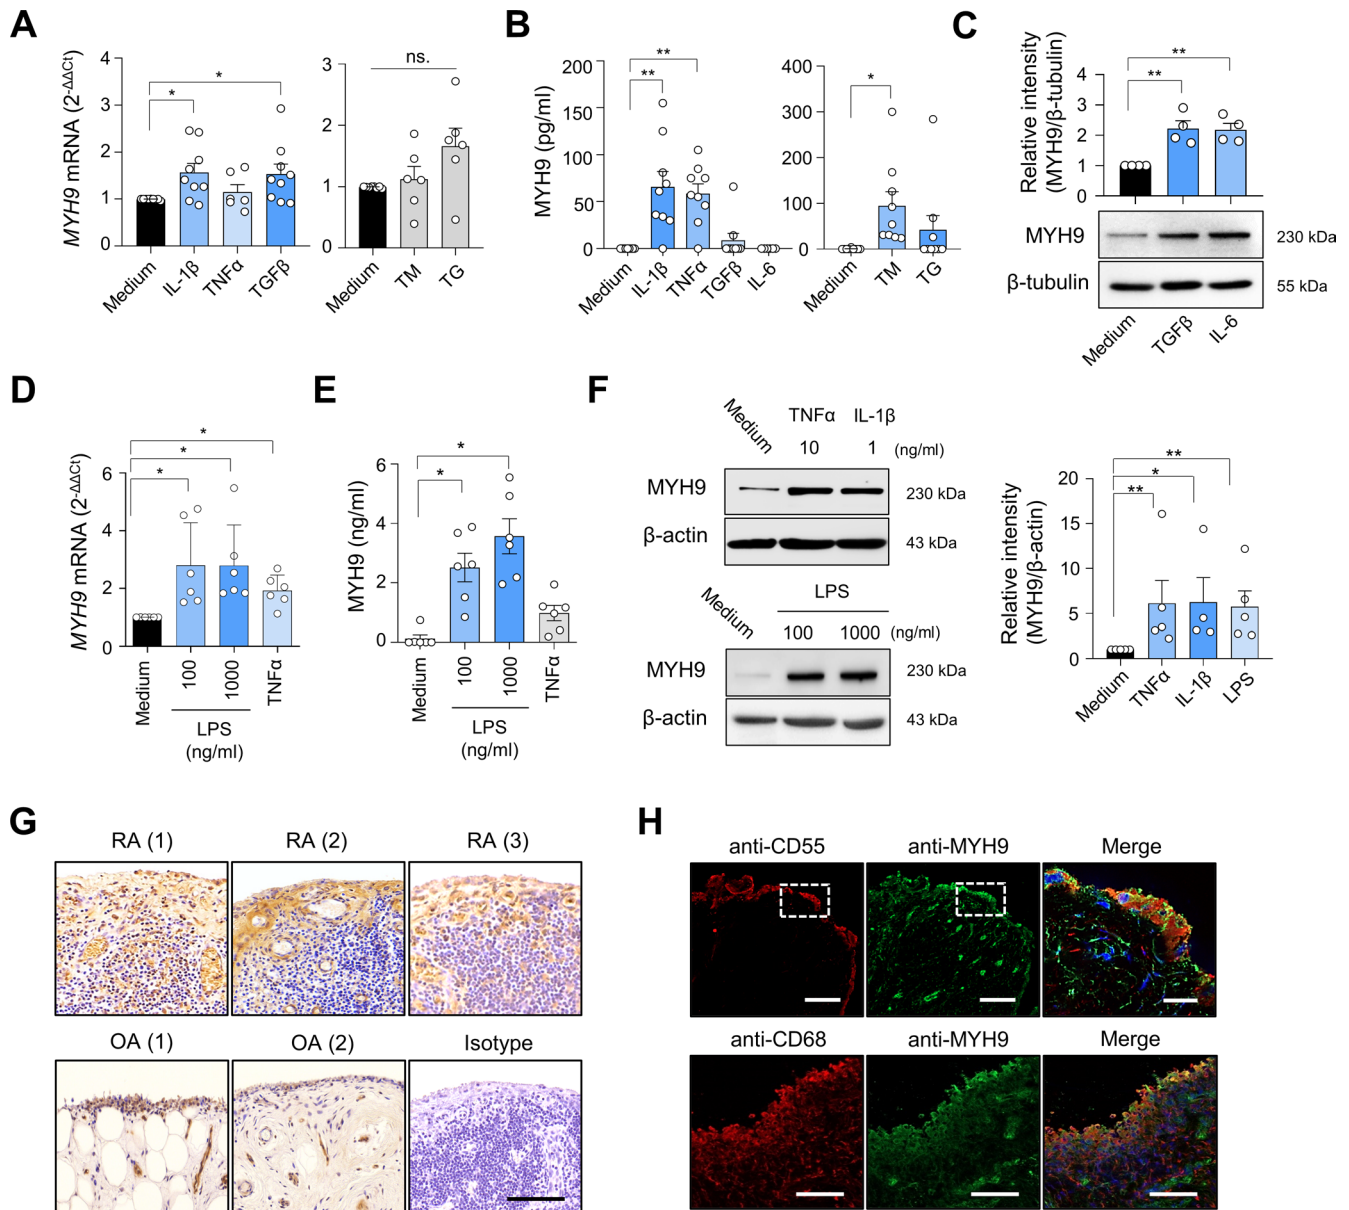 A
MYH9 mRNA (2-ΔΔCt)
4
3
2
1
0
*
*
Medium
IL-1β
TNFα
TGFβ
3
2
1
0
ns.
Medium
TM
TG
B
MYH9 (pg/ml)
200
150
100
50
0
**
**
Medium
IL-1β
TNFα
TGFβ
IL-6
400
300
200
100
0
*
Medium
TM
TG
C
Relative intensity
(MYH9/β-tubulin)
4
3
2
1
0
**
**
MYH9
230 kDa
β-tubulin
55 kDa
Medium
TGFβ
IL-6
D
MYH9 mRNA (2-ΔΔCt)
6
4
2
0
*
*
*
Medium
100
1000
TNFα
LPS
(ng/ml)
E
MYH9 (ng/ml)
6
4
2
0
*
*
Medium
100
1000
TNFα
LPS
(ng/ml)
F
Medium
TNFα
IL-1β
10
1
(ng/ml)
MYH9
230 kDa
β-actin
43 kDa
Medium
LPS
100
1000
(ng/ml)
MYH9
230 kDa
β-actin
43 kDa
Relative intensity
(MYH9/β-actin)
20
15
10
5
0
**
*
**
Medium
TNFα
IL-1β
LPS
G
RA (1)
RA (2)
RA (3)
OA (1)
OA (2)
Isotype
H
anti-CD55
anti-MYH9
Merge
anti-CD68
anti-MYH9
Merge